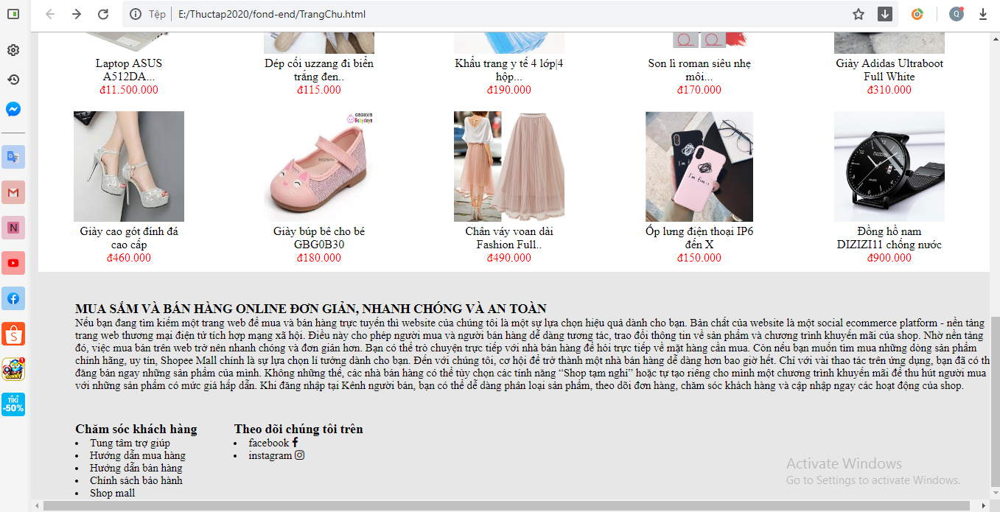 Tệp
E:/Thuctap2020/fond-end/TrangChu.html
Q
Laptop ASUS
A512DA...
đ11.500.000
Dép cối uzzang đi biển
trắng đen..
đ115.000
Khẩu trang y tế 4 lớp|4
hộp...
đ190.000
Son lì roman siêu nhẹ
môi...
đ170.000
Giày Adidas Ultraboot
Full White
đ310.000
Giày cao gót đính đá
cao cấp
đ460.000
GBG0B30
Babydays
Giày búp bê cho bé
GBG0B30
đ180.000
Chân váy voan dài
Fashion Full..
đ490.000
I'm fine
Ốp lưng điện thoại IP6
đến X
đ150.000
Đồng hồ nam
DIZIZI11 chống nước
đ900.000
N
TIKI
-50%
MUA SẮM VÀ BÁN HÀNG ONLINE ĐƠN GIẢN, NHANH CHÓNG VÀ AN TOÀN
Nếu bạn đang tìm kiếm một trang web để mua và bán hàng trực tuyến thì website của chúng tôi là một sự lựa chọn hiệu quả dành cho bạn. Bản chất của website là một social ecommerce platform - nền tảng
trang web thương mại điện tử tích hợp mạng xã hội. Điều này cho phép người mua và người bán hàng dễ dàng tương tác, trao đổi thông tin về sản phẩm và chương trình khuyến mãi của shop. Nhờ nền tảng
đó, việc mua bán trên web trở nên nhanh chóng và đơn giản hơn. Bạn có thể trò chuyện trực tiếp với nhà bán hàng để hỏi trực tiếp về mặt hàng cần mua. Còn nếu bạn muốn tìm mua những dòng sản phẩm
chính hãng, uy tín, Shopee Mall chính là sự lựa chọn lí tưởng dành cho bạn. Đến với chúng tôi, cơ hội để trở thành một nhà bán hàng dễ dàng hơn bao giờ hết. Chỉ với vài thao tác trên ứng dụng, bạn đã có th
đăng bán ngay những sản phẩm của mình. Không những thế, các nhà bán hàng có thể tùy chọn các tính năng “Shop tạm nghỉ” hoặc tự tạo riêng cho mình một chương trình khuyến mãi để thu hút người mua
với những sản phẩm có mức giá hấp dẫn. Khi đăng nhập tại Kênh người bán, bạn có thể dễ dàng phân loại sản phẩm, theo dõi đơn hàng, chăm sóc khách hàng và cập nhập ngay các hoạt động của shop.
Chăm sóc khách hàng
Tung tâm trợ giúp
Hướng dẫn mua hàng
Hướng dẫn bán hàng
Chính sách bảo hành
Shop mall
Theo dõi chúng tôi trên
facebook
instagram
Activate Windows
Go to Settings to activate Windows.